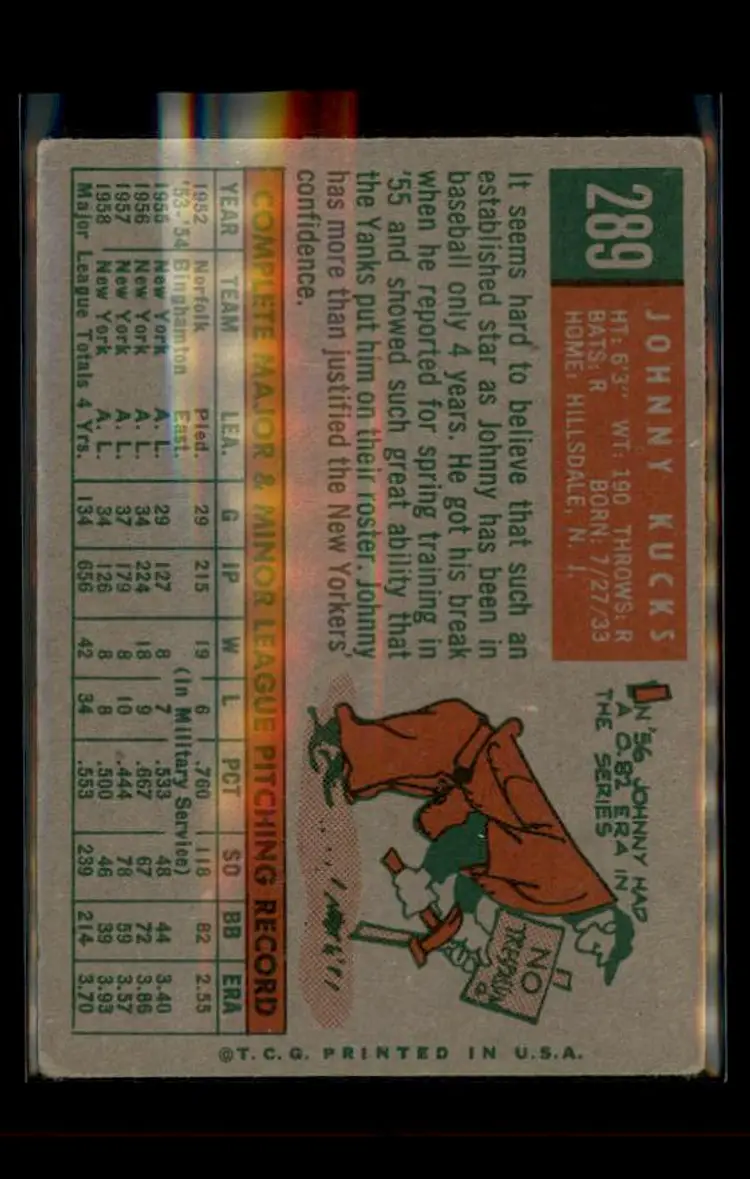 289
JOHNNY KUCKS
HT: 6'3" WT: 190 THROWS: R
BATS: R BORN: 7/27/33
HOME: HILLSDALE, N. J.
It seems hard to believe that such an
established star as Johnny has been in
baseball only 4 years. He got his break
when he reported for spring training in
'55 and showed such great ability that
the Yanks put him on their roster. Johnny
has more than justified the New Yorkers'
confidence.
IN '56 JOHNNY HAD
A 0.82 ERA IN
THE SERIES
NO
COMPLETE MAJOR & MINOR LEAGUE PITCHING RECORD
YEAR TEAM LEA. G IP W L PCT SO BB ERA
1952 Norfolk Pied. 29 215 19 6 .760 118 82 2.55
'53-'54 Binghamton East. (In Military Service)
1955 New York A. L. 29 127 8 7 .533 48 44 3.40
1956 New York A. L. 34 224 18 9 .667 67 72 3.86
1957 New York A. L. 37 179 8 10 .444 78 59 3.57
1958 New York A. L. 34 126 8 8 .500 46 39 3.93
Major League Totals 4 Yrs. 134 656 42 34 .553 239 214 3.70
©T.C.G. PRINTED IN U.S.A.